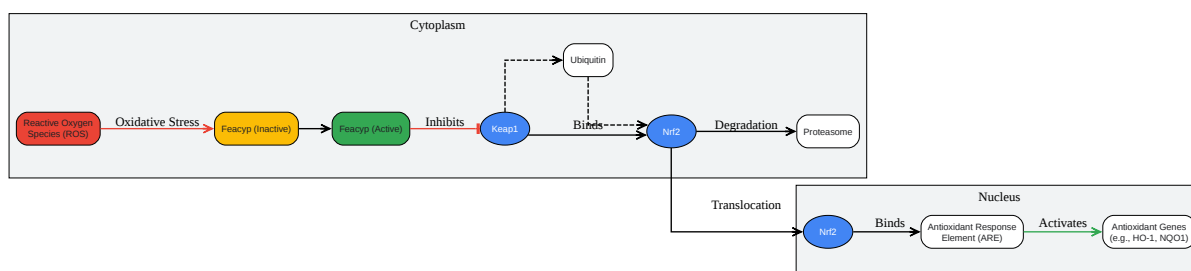 Cytoplasm
Ubiquitin
Reactive Oxygen
Species (ROS)
Oxidative Stress
Feacyp (Inactive)
Feacyp (Active)
Inhibits
Keap1
Binds
Nrf2
Degradation
Proteasome
Translocation
Nucleus
Nrf2
Binds
Antioxidant Response
Element (ARE)
Activates
Antioxidant Genes
(e.g., HO-1, NQO1)